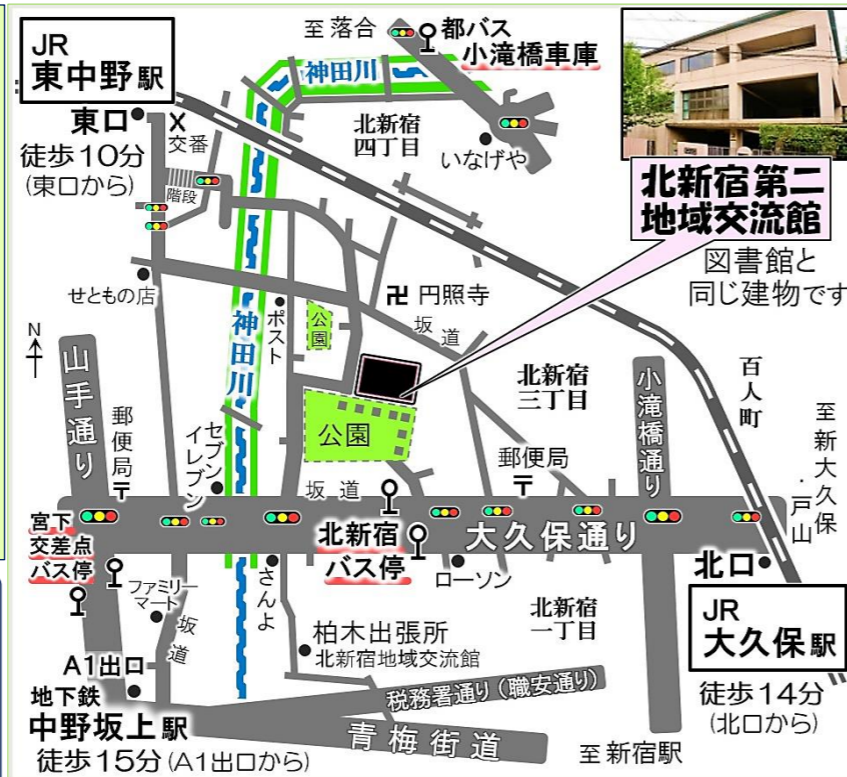 JR
東中野駅
東口
徒歩10分
(東口から)
X
交番
階段
至 落合
都バス
小滝橋車庫
神田川
北新宿
四丁目
いなげや
北新宿第二
地域交流館
図書館と
同じ建物です
せともの店
ポスト
公園
卍 円照寺
坂道
神田川
N
山手通り
郵便局
〒
セブン
イレブン
公園
北新宿
三丁目
小滝橋通り
百人町
至新大久保
・戸山
郵便局
〒
坂道
宮下
交差点
バス停
北新宿
バス停
大久保通り
北口
JR
大久保駅
徒歩14分
(北口から)
ファミリー
マート
坂道
さんよ
ローソン
北新宿
一丁目
柏木出張所
北新宿地域交流館
A1出口
地下鉄
中野坂上駅
徒歩15分(A1出口から)
税務署通り(職安通り)
青梅街道
至 新宿駅